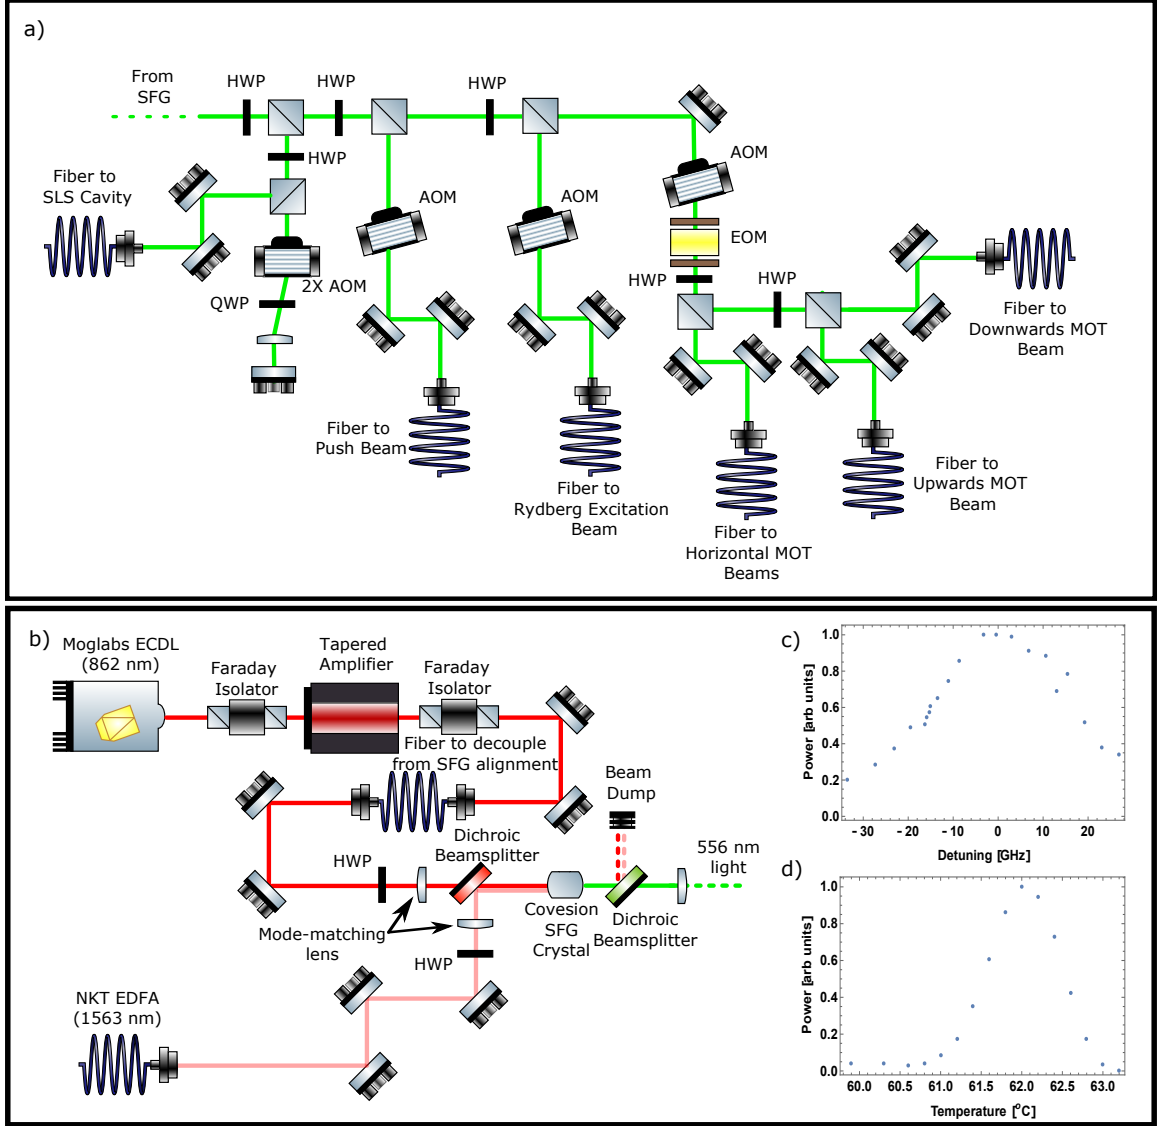 a)
From
SFG
HWP
HWP
HWP
HWP
Fiber to
SLS Cavity
2X AOM
QWP
AOM
AOM
AOM
EOM
HWP
HWP
Fiber to
Push Beam
Fiber to
Rydberg Excitation
Beam
Fiber to
Horizontal MOT
Beams
Fiber to
Upwards MOT
Beam
Fiber to
Downwards MOT
Beam
b)
Moglabs ECDL
(862 nm)
Faraday
Isolator
Tapered
Amplifier
Faraday
Isolator
Fiber to decouple
from SFG alignment
Beam
Dump
Dichroic
Beamsplitter
HWP
556 nm
light
Mode-matching
lens
Covesion
SFG
Crystal
Dichroic
Beamsplitter
HWP
NKT EDFA
(1563 nm)
c)
Power [arb units]
1.0
0.8
0.6
0.4
0.2
0.0
-30 -20 -10 0 10 20
Detuning [GHz]
d)
Power [arb units]
1.0
0.8
0.6
0.4
0.2
0.0
60.0 60.5 61.0 61.5 62.0 62.5 63.0
Temperature [°C]